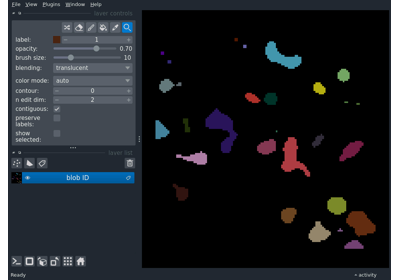 File View Plugins Window Help
layer controls
label: 1
opacity: 0.70
brush size: 10
blending: translucent
color mode: auto
contour: 0
n edit dim: 2
contiguous:
preserve
labels:
show
selected:
layer list
blob ID
Ready
activity